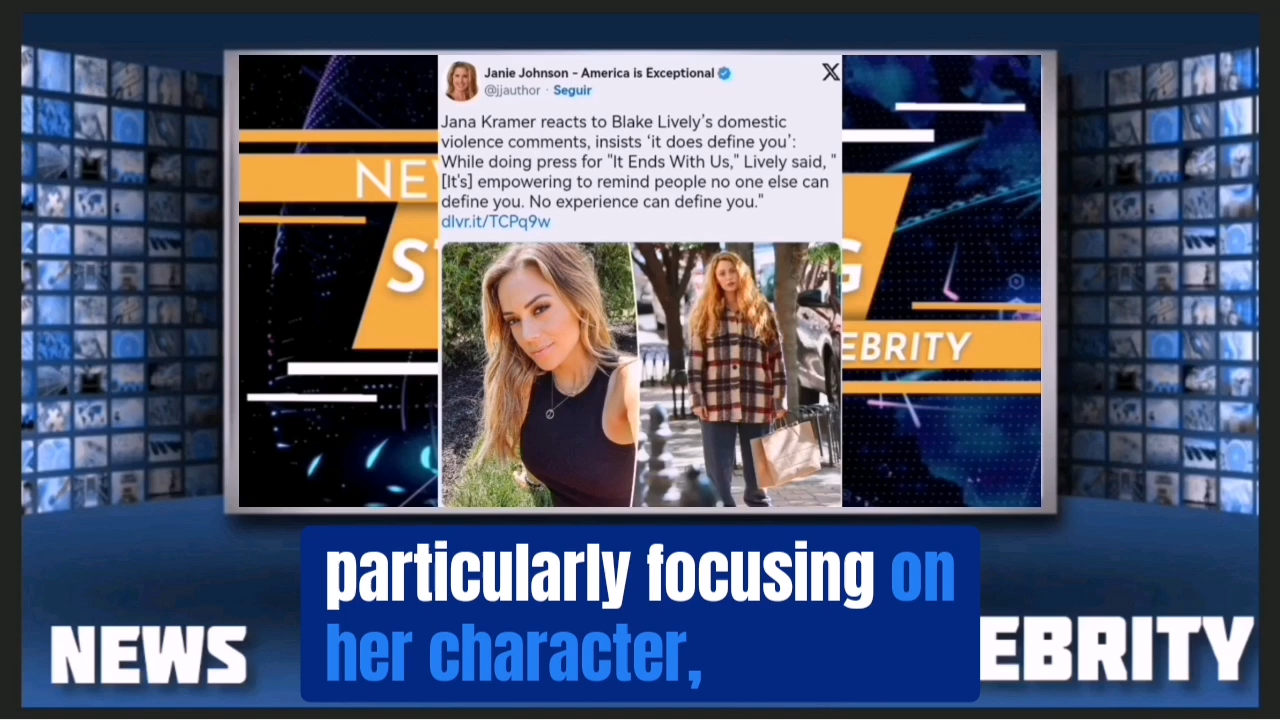 Janie Johnson - America is Exceptional
@jjauthor · Seguir
X
Jana Kramer reacts to Blake Lively’s domestic
violence comments, insists ‘it does define you’:
While doing press for "It Ends With Us," Lively said, "
[It's] empowering to remind people no one else can
define you. No experience can define you."
dlvr.it/TCPq9w
NE
S
G
EBRITY
particularly focusing on
her character,
NEWS
EBRITY